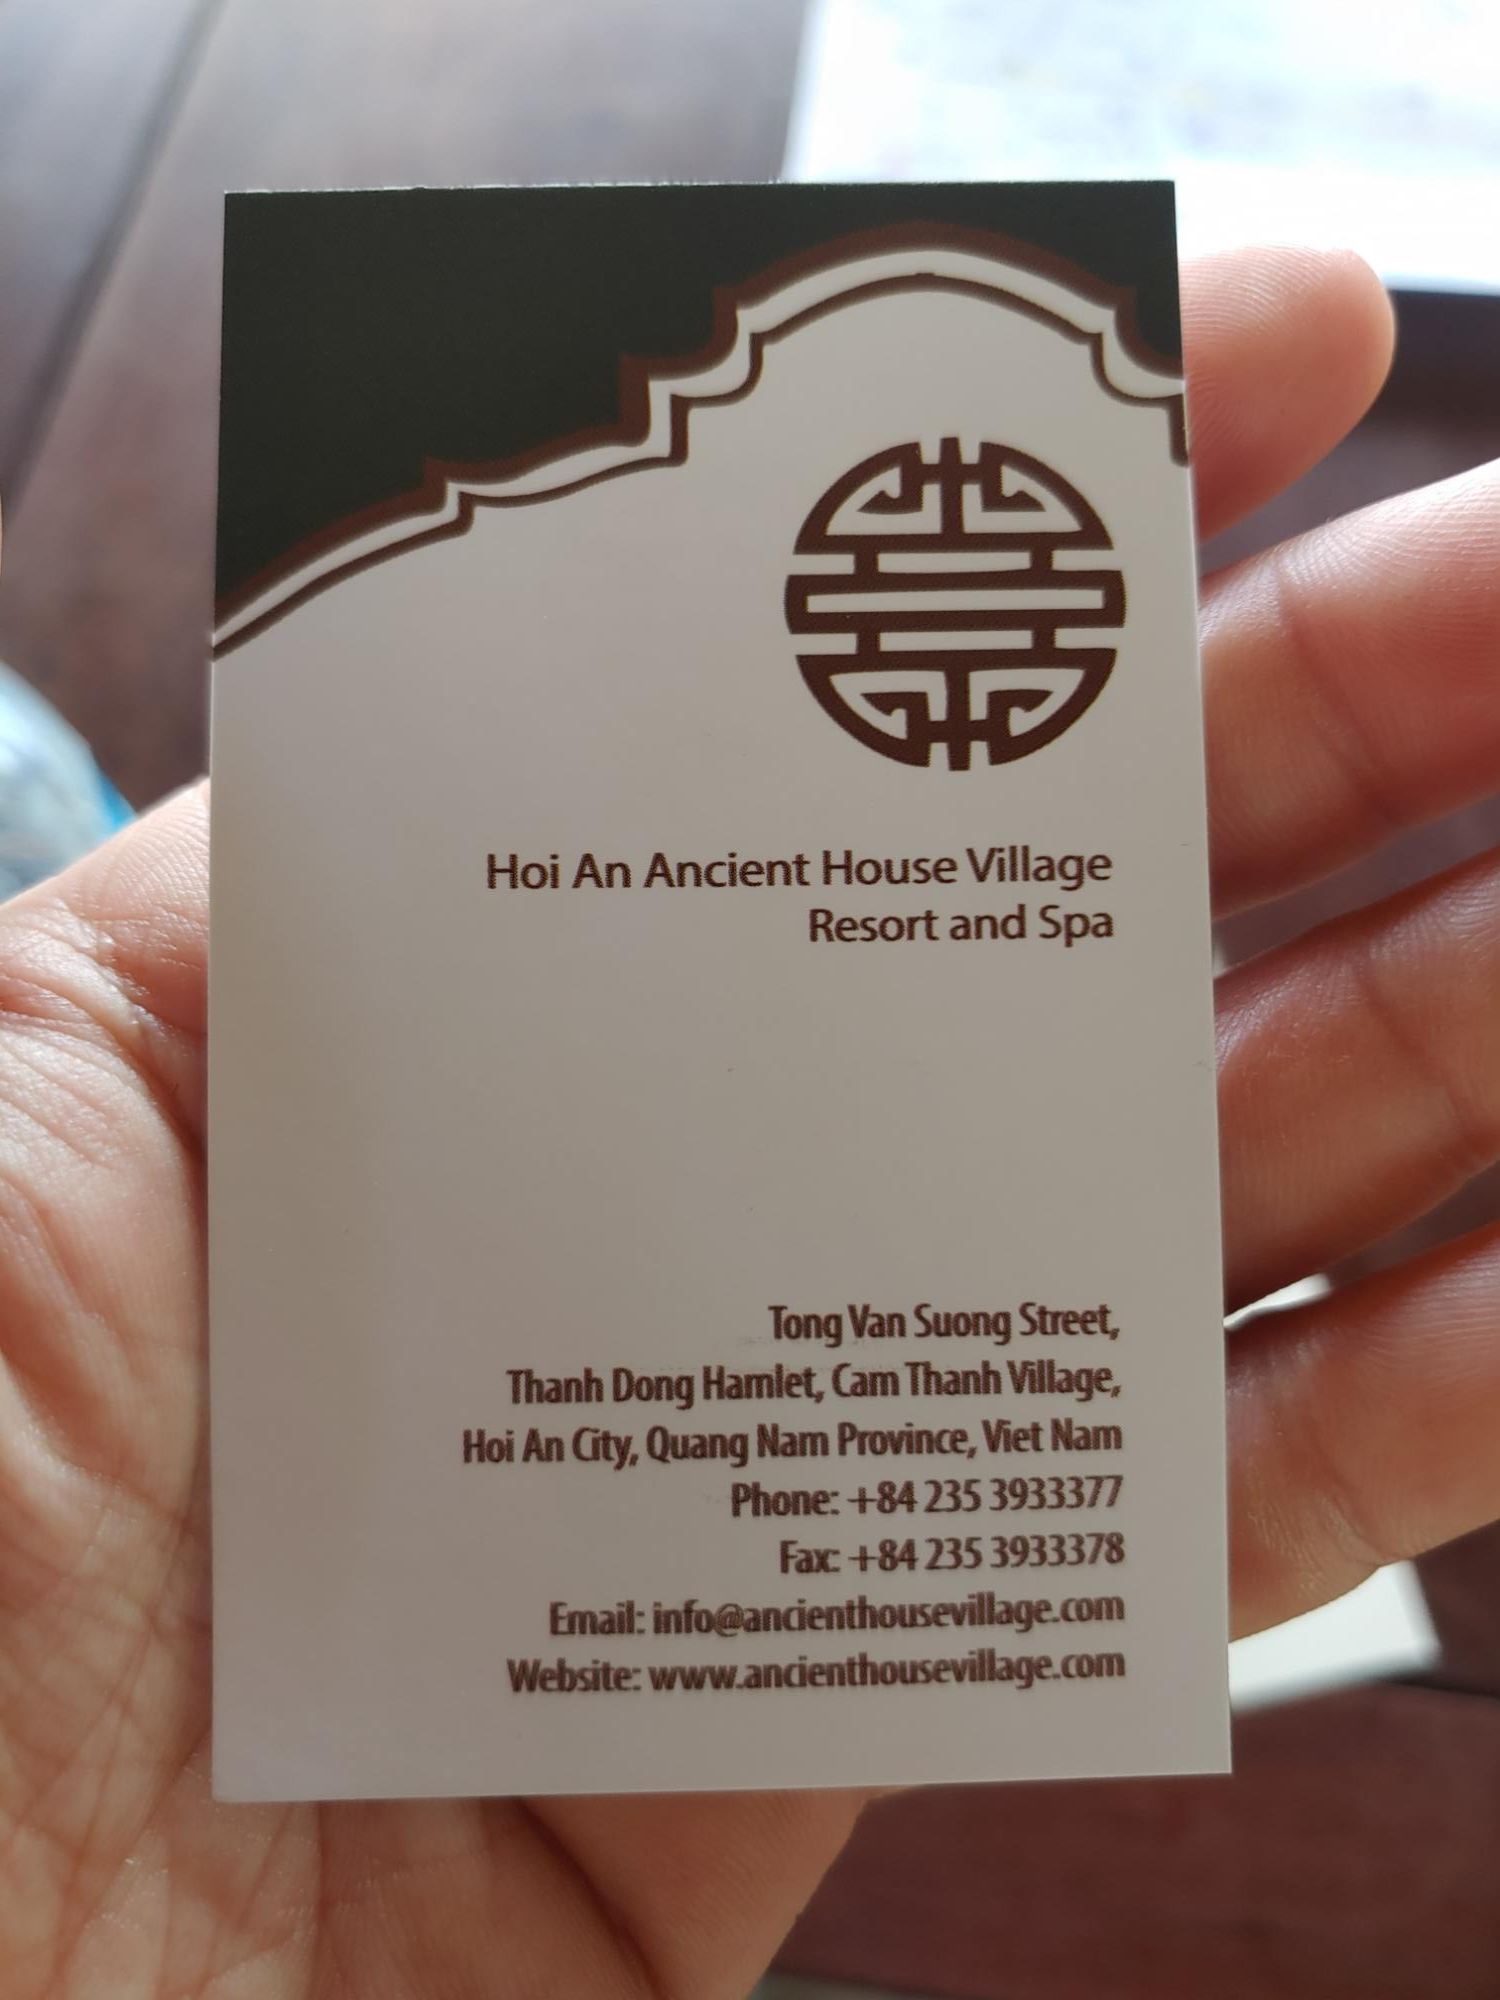 Hoi An Ancient House Village
Resort and Spa
Tong Van Suong Street,
Thanh Dong Hamlet, Cam Thanh Village,
Hoi An City, Quang Nam Province, Viet Nam
Phone: +84 235 3933377
Fax: +84 235 3933378
Email: info@ancienthousevillage.com
Website: www.ancienthousevillage.com